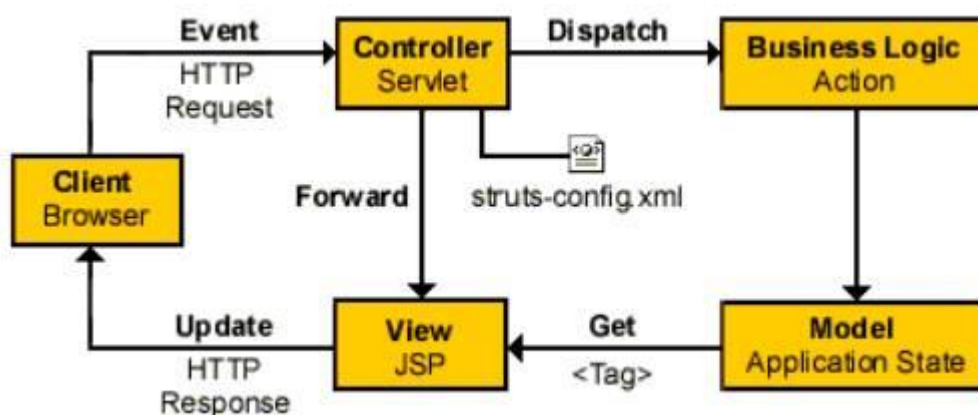 Event
HTTP
Request
Controller
Servlet
Dispatch
Business Logic
Action
Client
Browser
Forward
struts-config.xml
Update
HTTP
Response
View
JSP
Get
<Tag>
Model
Application State